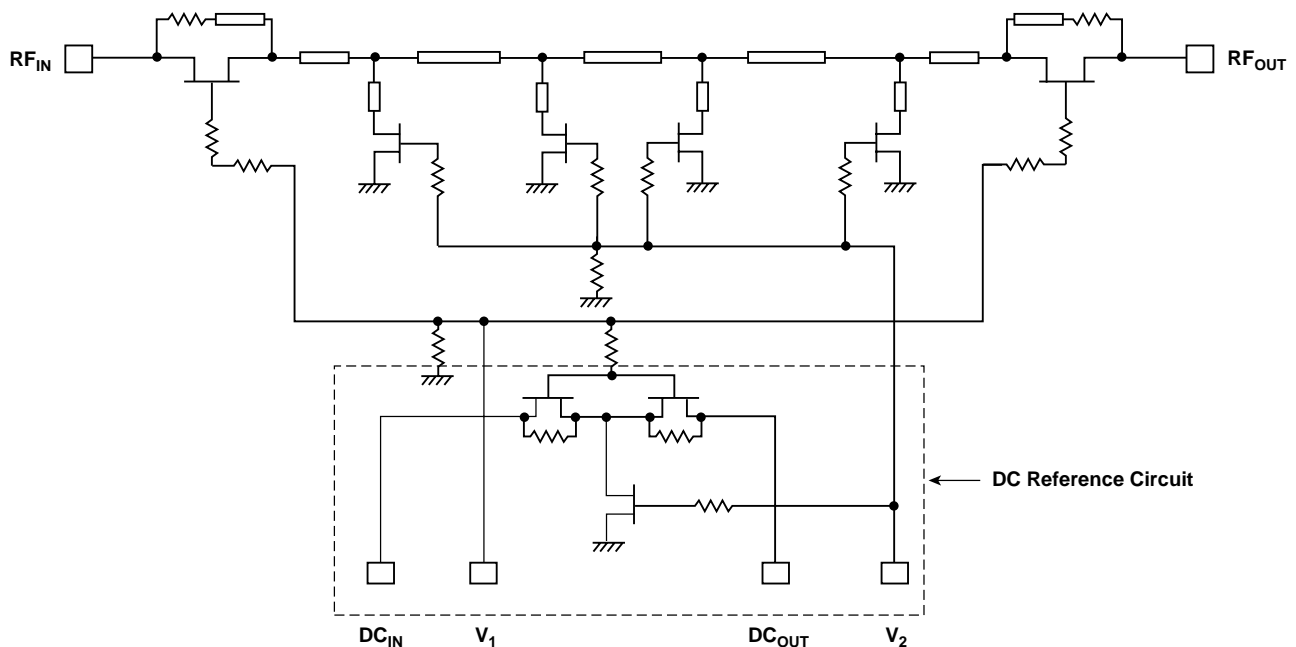 RF_IN
RF_OUT
DC Reference Circuit
DC_IN
V_1
DC_OUT
V_2